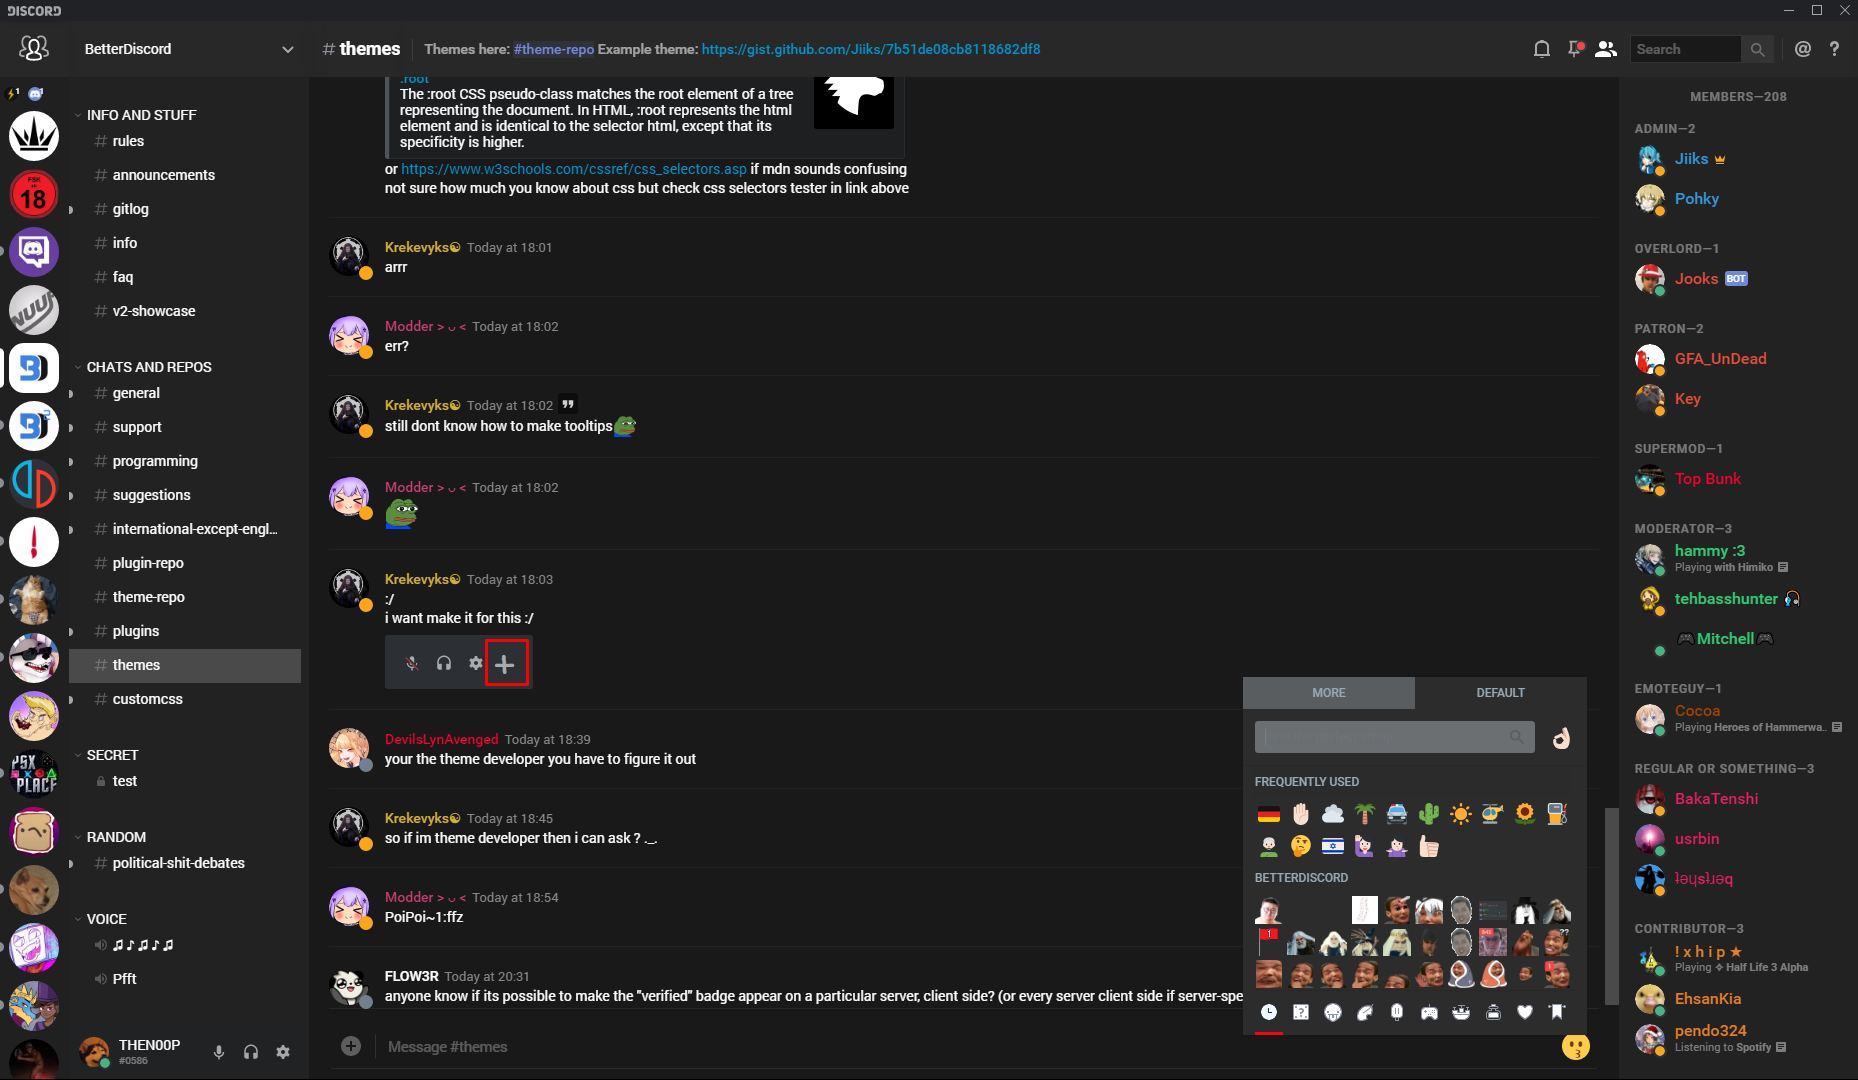 DISCORD
BetterDiscord
# themes
Themes here: #theme-repo Example theme: https://gist.github.com/Jiiks/7b51de08cb8118682df8
Search
@ ?
1
FSK
18
NUUP
PSX
PLACE
INFO AND STUFF
# rules
# announcements
# gitlog
# info
# faq
# v2-showcase
CHATS AND REPOS
# general
# support
# programming
# suggestions
# international-except-engl...
# plugin-repo
# theme-repo
# plugins
# themes
# customcss
SECRET
test
RANDOM
# political-shit-debates
VOICE
♫ ♪ ♫ ♪ ♫
Pfft
THEN00P
#0586
:root
The :root CSS pseudo-class matches the root element of a tree
representing the document. In HTML, :root represents the html
element and is identical to the selector html, except that its
specificity is higher.
or https://www.w3schools.com/cssref/css_selectors.asp if mdn sounds confusing
not sure how much you know about css but check css selectors tester in link above
Krekevyks☯ Today at 18:01
arrr
Modder > ᴗ < Today at 18:02
err?
Krekevyks☯ Today at 18:02
still dont know how to make tooltips
Modder > ᴗ < Today at 18:02
Krekevyks☯ Today at 18:03
:/
i want make it for this :/
DevilsLynAvenged Today at 18:39
your the theme developer you have to figure it out
Krekevyks☯ Today at 18:45
so if im theme developer then i can ask ? ._.
Modder > ᴗ < Today at 18:54
PoiPoi~1:ffz
FLOW3R Today at 20:31
anyone know if its possible to make the "verified" badge appear on a particular server, client side? (or every server client side if server-spe
Message #themes
MORE
DEFAULT
FREQUENTLY USED
BETTERDISCORD
MEMBERS—208
ADMIN—2
Jiiks
Pohky
OVERLORD—1
Jooks BOT
PATRON—2
GFA_UnDead
Key
SUPERMOD—1
Top Bunk
MODERATOR—3
hammy :3
Playing with Himiko
tehbasshunter
Mitchell
EMOTEGUY—1
Cocoa
Playing Heroes of Hammerwa..
REGULAR OR SOMETHING—3
BakaTenshi
usrbin
CONTRIBUTOR—3
! x h i p ★
Playing ✧ Half Life 3 Alpha
EhsanKia
pendo324
Listening to Spotify